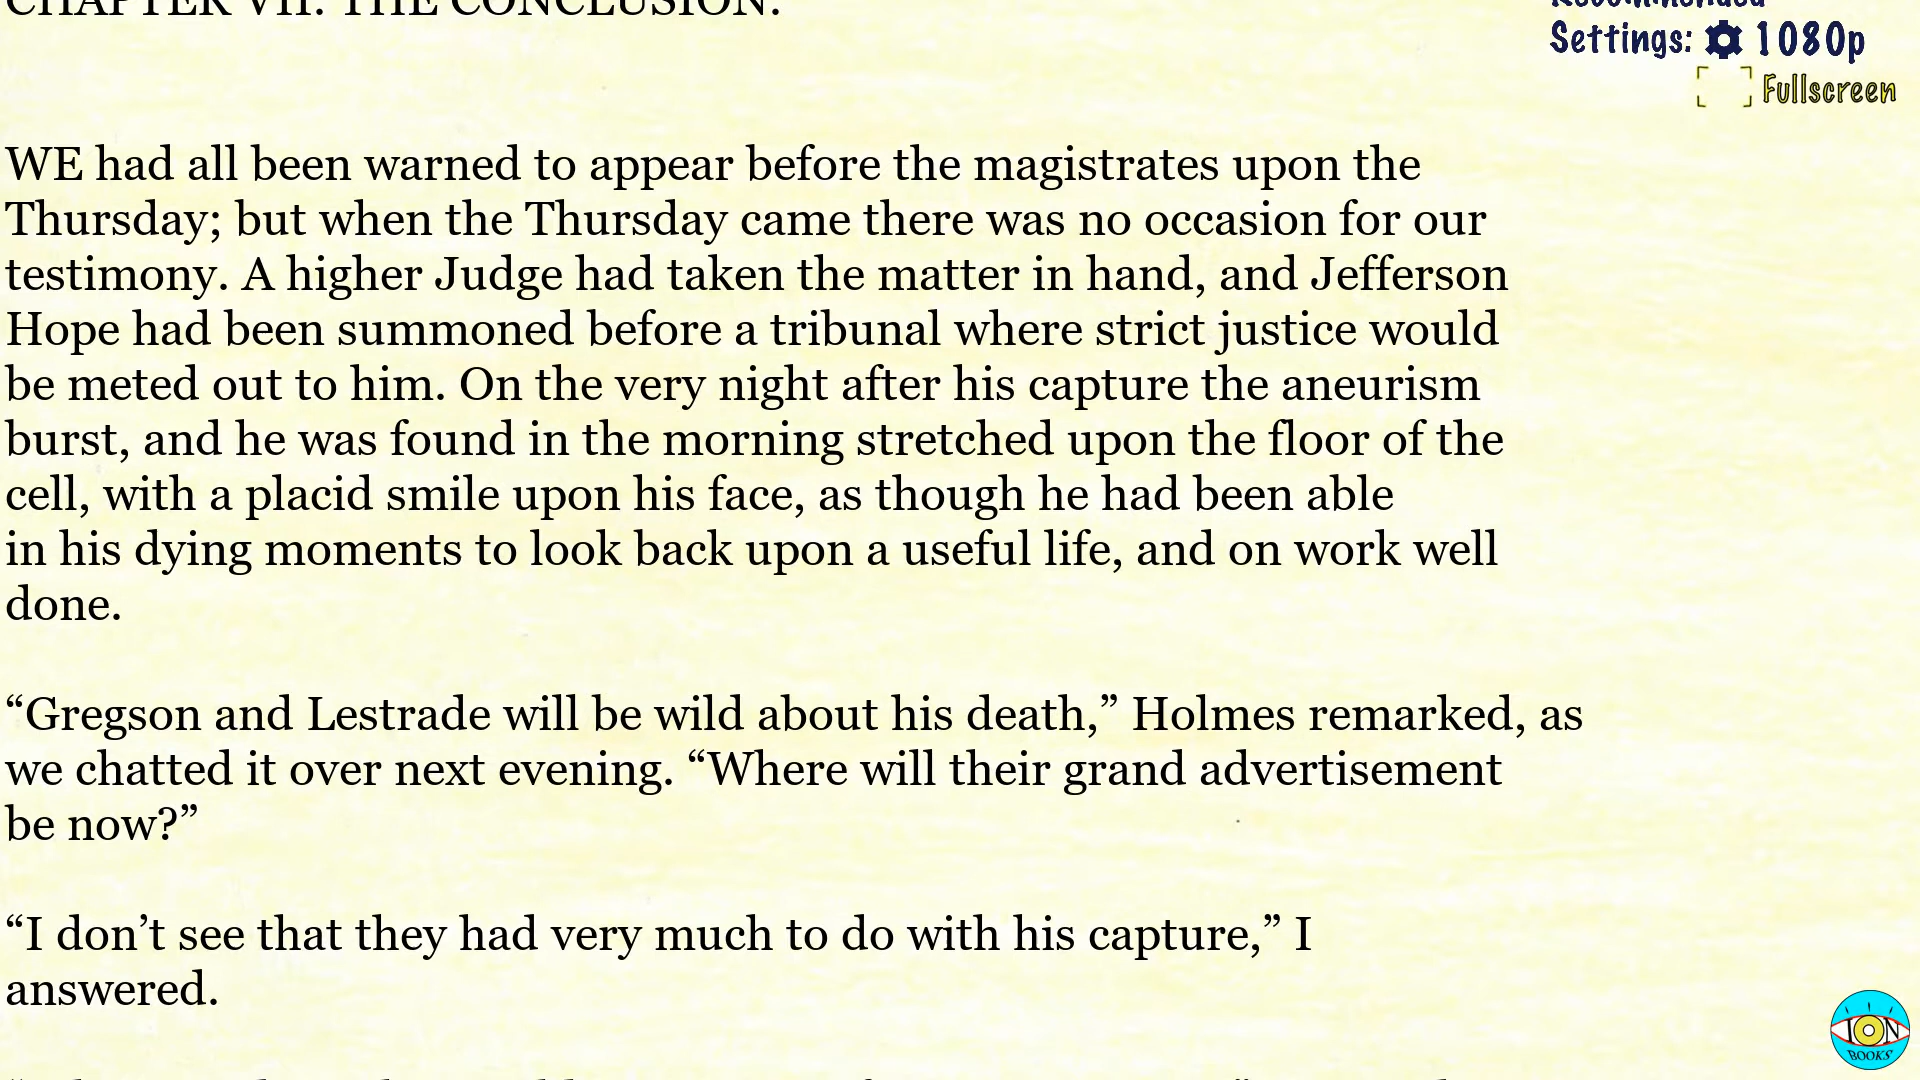 CHAPTER VII. THE CONCLUSION.
Recommended
Settings: 1080p
Fullscreen
WE had all been warned to appear before the magistrates upon the
Thursday; but when the Thursday came there was no occasion for our
testimony. A higher Judge had taken the matter in hand, and Jefferson
Hope had been summoned before a tribunal where strict justice would
be meted out to him. On the very night after his capture the aneurism
burst, and he was found in the morning stretched upon the floor of the
cell, with a placid smile upon his face, as though he had been able
in his dying moments to look back upon a useful life, and on work well
done.
“Gregson and Lestrade will be wild about his death,” Holmes remarked, as
we chatted it over next evening. “Where will their grand advertisement
be now?”
“I don’t see that they had very much to do with his capture,” I
answered.
ION
BOOKS